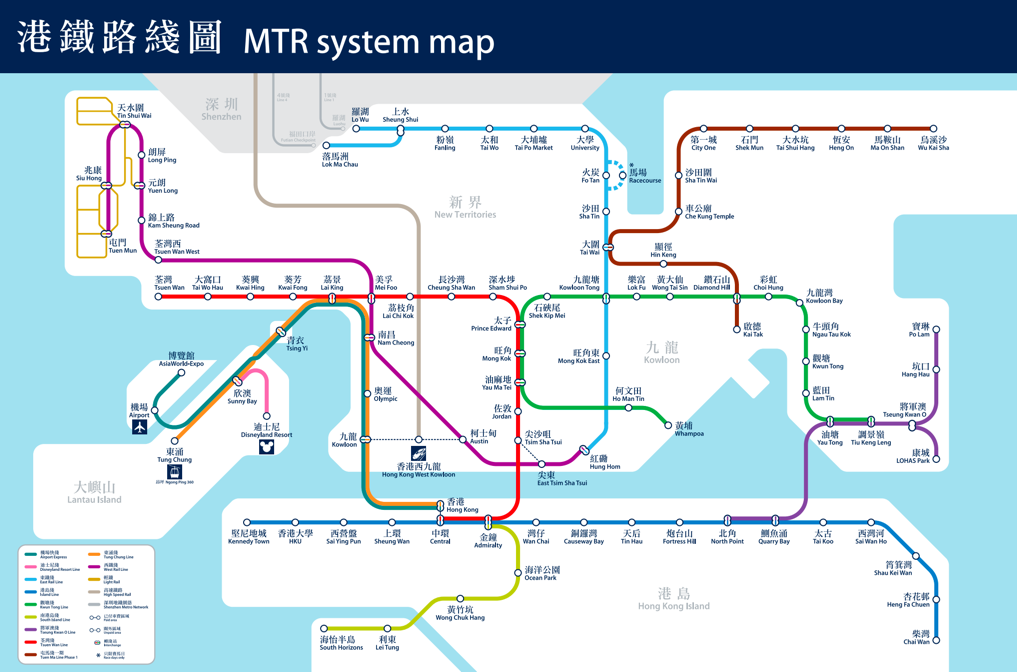 港鐵路綫圖 MTR system map
深圳
Shenzhen
羅湖
Lo Wu
上水
Sheung Shui
落馬洲
Lok Ma Chau
粉嶺
Fanling
太和
Tai Wo
大埔墟
Tai Po Market
大學
University
火炭
Fo Tan
*
馬場
Racecourse
沙田
Sha Tin
大圍
Tai Wai
第一城
City One
石門
Shek Mun
大水坑
Tai Shui Hang
恆安
Heng On
馬鞍山
Ma On Shan
烏溪沙
Wu Kai Sha
沙田圍
Sha Tin Wai
車公廟
Che Kung Temple
顯徑
Hin Keng
新界
New Territories
天水圍
Tin Shui Wai
朗屏
Long Ping
兆康
Siu Hong
元朗
Yuen Long
錦上路
Kam Sheung Road
屯門
Tuen Mun
荃灣西
Tsuen Wan West
荃灣
Tsuen Wan
大窩口
Tai Wo Hau
葵興
Kwai Hing
葵芳
Kwai Fong
荔景
Lai King
美孚
Mei Foo
荔枝角
Lai Chi Kok
長沙灣
Cheung Sha Wan
深水埗
Sham Shui Po
石硤尾
Shek Kip Mei
九龍塘
Kowloon Tong
樂富
Lok Fu
黃大仙
Wong Tai Sin
鑽石山
Diamond Hill
彩虹
Choi Hung
九龍灣
Kowloon Bay
啟德
Kai Tak
牛頭角
Ngau Tau Kok
觀塘
Kwun Tong
藍田
Lam Tin
油塘
Yau Tong
調景嶺
Tiu Keng Leng
將軍澳
Tseung Kwan O
寶琳
Po Lam
坑口
Hang Hau
康城
LOHAS Park
太子
Prince Edward
旺角
Mong Kok
油麻地
Yau Ma Tei
佐敦
Jordan
尖沙咀
Tsim Sha Tsui
旺角東
Mong Kok East
何文田
Ho Man Tin
黃埔
Whampoa
九龍
Kowloon
紅磡
Hung Hom
尖東
East Tsim Sha Tsui
柯士甸
Austin
香港西九龍
Hong Kong West Kowloon
南昌
Nam Cheong
奧運
Olympic
九龍
Kowloon
青衣
Tsing Yi
博覽館
AsiaWorld-Expo
機場
Airport
欣澳
Sunny Bay
迪士尼
Disneyland Resort
東涌
Tung Chung
昂坪 Ngong Ping 360
大嶼山
Lantau Island
香港
Hong Kong
堅尼地城
Kennedy Town
香港大學
HKU
西營盤
Sai Ying Pun
上環
Sheung Wan
中環
Central
金鐘
Admiralty
灣仔
Wan Chai
銅鑼灣
Causeway Bay
天后
Tin Hau
炮台山
Fortress Hill
北角
North Point
鰂魚涌
Quarry Bay
太古
Tai Koo
西灣河
Sai Wan Ho
筲箕灣
Shau Kei Wan
杏花邨
Heng Fa Chuen
柴灣
Chai Wan
海洋公園
Ocean Park
黃竹坑
Wong Chuk Hang
海怡半島
South Horizons
利東
Lei Tung
港島
Hong Kong Island
機場快綫
Airport Express
迪士尼綫
Disneyland Resort Line
東鐵綫
East Rail Line
港島綫
Island Line
觀塘綫
Kwun Tong Line
南港島綫
South Island Line
將軍澳綫
Tseung Kwan O Line
荃灣綫
Tsuen Wan Line
屯馬綫一期
Tuen Ma Line Phase 1
東涌綫
Tung Chung Line
西鐵綫
West Rail Line
輕鐵
Light Rail
高速鐵路
High Speed Rail
深圳地鐵網絡
Shenzhen Metro Network
Paid area
Unpaid area
轉車站
Interchange
Race days only